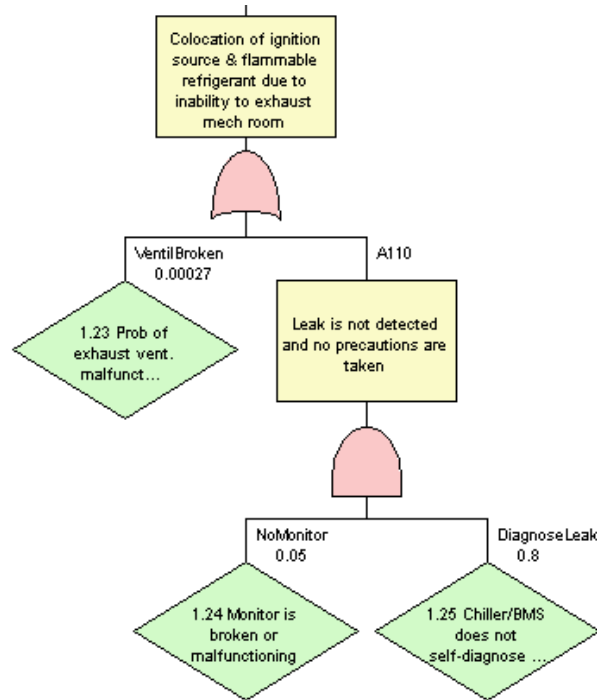 Colocation of ignition
source & flammable
refrigerant due to
inability to exhaust
mech room
VentilBroken
0.00027
A110
1.23 Prob of
exhaust vent.
malfunct...
Leak is not detected
and no precautions are
taken
NoMonitor
0.05
DiagnoseLeak
0.8
1.24 Monitor is
broken or
malfunctioning
1.25 Chiller/BMS
does not
self-diagnose ...